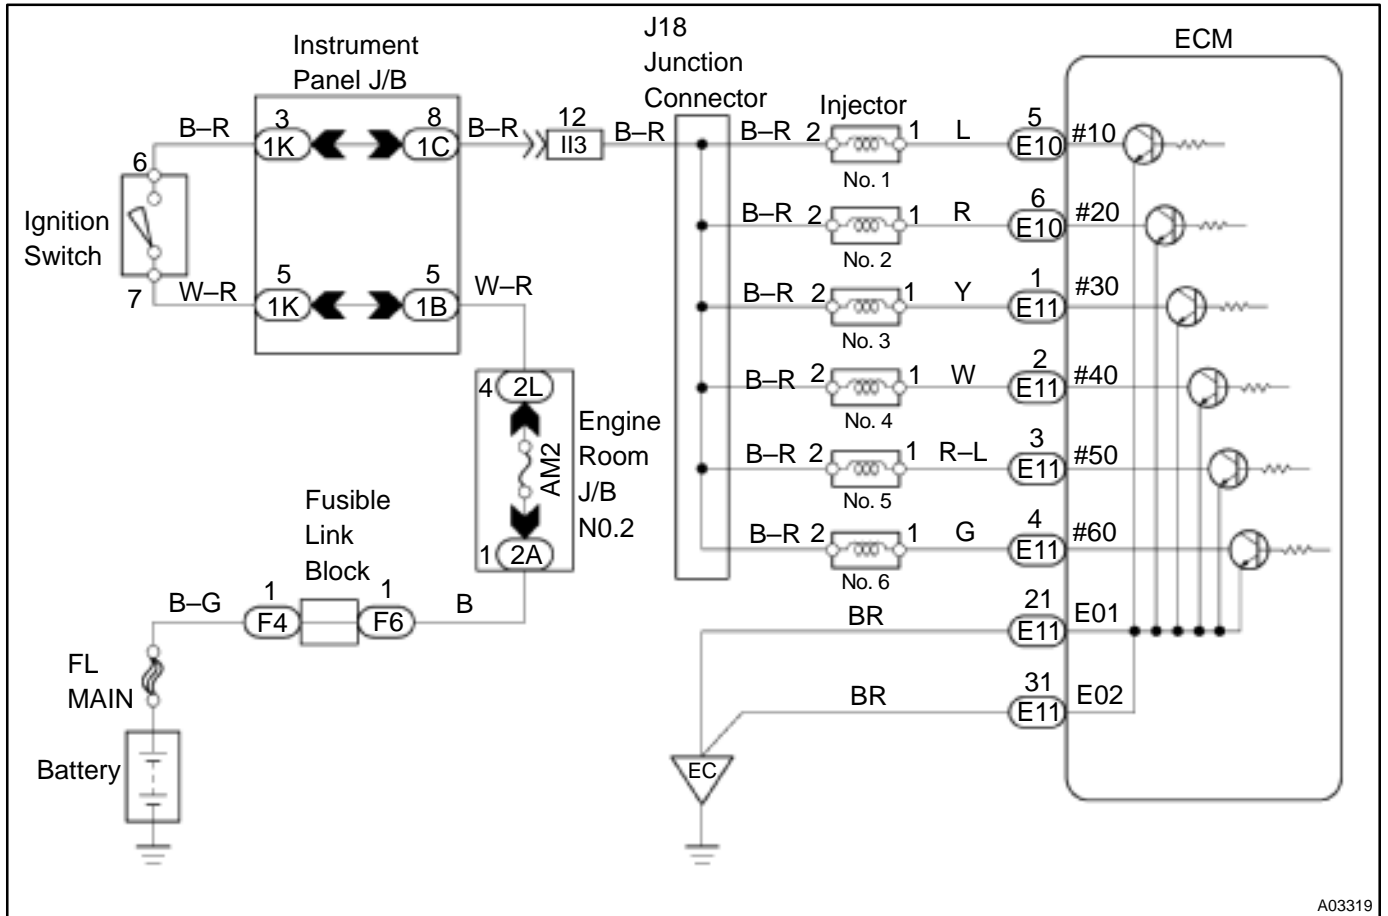 J18
Junction
Connector
Instrument
Panel J/B
ECM
Injector
B–R
3
1K
8
1C
B–R
12
II3
B–R
B–R
2
1
L
5
E10
#10
No. 1
6
Ignition
Switch
7
B–R
2
1
R
6
E10
#20
No. 2
W–R
5
1K
5
1B
W–R
B–R
2
1
Y
1
E11
#30
No. 3
4
2L
AM2
1
2A
Engine
Room
J/B
N0.2
B–R
2
1
W
2
E11
#40
No. 4
B–R
2
1
R–L
3
E11
#50
No. 5
B–R
2
1
G
4
E11
#60
No. 6
Fusible
Link
Block
B–G
1
F4
1
F6
B
BR
21
E11
E01
FL
MAIN
BR
31
E11
E02
Battery
EC
A03319